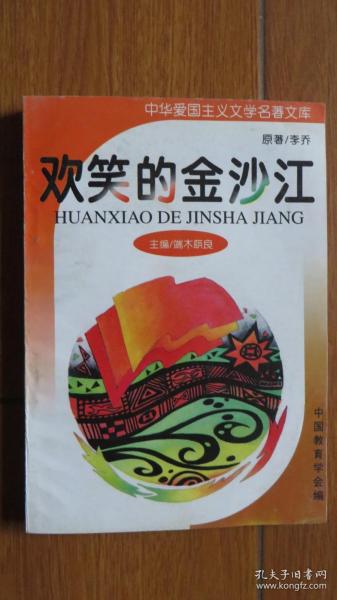 中华爱国主义文学名著文库
原著/李乔
欢笑的金沙江
HUANXIAO DE JINSHA JIANG
主编/端木蕻良
中国教育学会编
孔夫子旧书网
www.kongfz.com